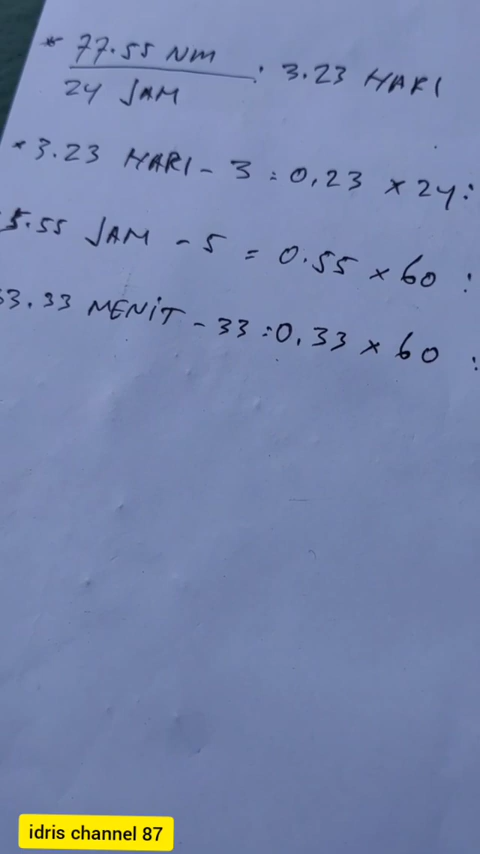 * 77.55 NM
24 JAM : 3.23 HARI
* 3.23 HARI - 3 = 0,23 x 24 :
5.55 JAM - 5 = 0.55 x 60 :
33.33 MENIT - 33 : 0,33 x 60 :
idris channel 87